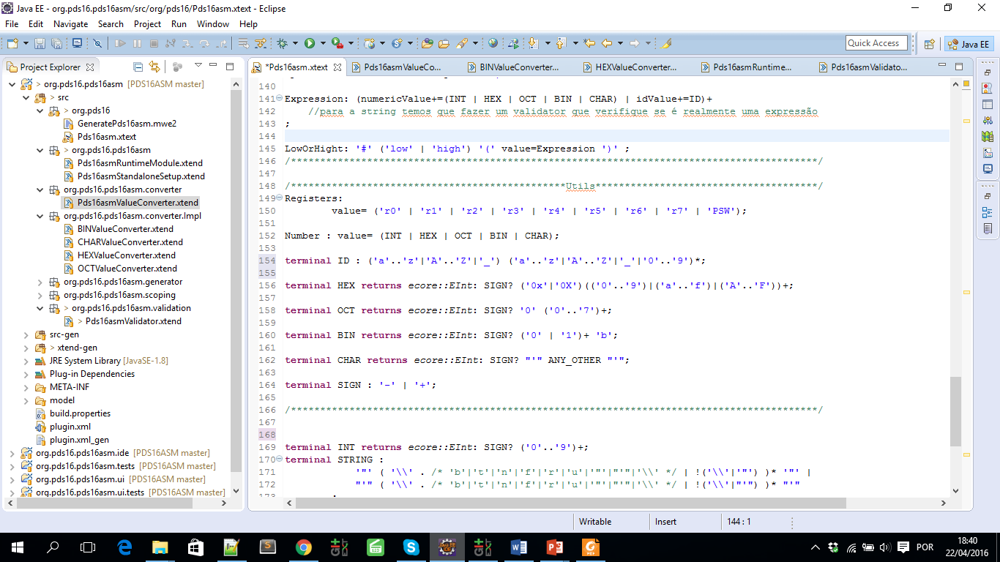 Java EE - org.pds16.pds16asm/src/org/pds16/Pds16asm.xtext - Eclipse
File Edit Navigate Search Project Run Window Help
Quick Access
Java EE
Project Explorer
*Pds16asm.xtext
Pds16asmValueCo...
BINValueConverter...
HEXValueConverter...
Pds16asmRuntime...
Pds16asmValidato...
> org.pds16.pds16asm [PDS16ASM master]
> src
> org.pds16
GeneratePds16asm.mwe2
Pds16asm.xtext
> org.pds16.pds16asm
Pds16asmRuntimeModule.xtend
Pds16asmStandaloneSetup.xtend
org.pds16.pds16asm.converter
Pds16asmValueConverter.xtend
org.pds16.pds16asm.converter.Impl
BINValueConverter.xtend
CHARValueConverter.xtend
HEXValueConverter.xtend
OCTValueConverter.xtend
org.pds16.pds16asm.generator
org.pds16.pds16asm.scoping
> org.pds16.pds16asm.validation
> Pds16asmValidator.xtend
src-gen
> xtend-gen
JRE System Library [JavaSE-1.8]
Plug-in Dependencies
META-INF
model
build.properties
plugin.xml
plugin.xml_gen
org.pds16.pds16asm.ide [PDS16ASM master]
org.pds16.pds16asm.tests [PDS16ASM master]
org.pds16.pds16asm.ui [PDS16ASM master]
org.pds16.pds16asm.ui.tests [PDS16ASM master]
140
141 Expression: (numericValue+=(INT | HEX | OCT | BIN | CHAR) | idValue+=ID)+
142 //para a string temos que fazer um validator que verifique se é realmente uma expressão
143 ;
144
145 LowOrHight: '#' ('low' | 'high') '(' value=Expression ')' ;
146 /******************************************************************************************/
147
148 /***********************************************Utils**************************************/
149 Registers:
150 value= ('r0' | 'r1' | 'r2' | 'r3' | 'r4' | 'r5' | 'r6' | 'r7' | 'PSW');
151
152 Number : value= (INT | HEX | OCT | BIN | CHAR);
153
154 terminal ID : ('a'..'z'|'A'..'Z'|'_') ('a'..'z'|'A'..'Z'|'_'|'0'..'9')*;
155
156 terminal HEX returns ecore::EInt: SIGN? ('0x'|'0X')(('0'..'9')|('a'..'f')|('A'..'F'))+;
157
158 terminal OCT returns ecore::EInt: SIGN? '0' ('0'..'7')+;
159
160 terminal BIN returns ecore::EInt: SIGN? ('0' | '1')+ 'b';
161
162 terminal CHAR returns ecore::EInt: SIGN? "'" ANY_OTHER "'";
163
164 terminal SIGN : '-' | '+';
165
166 /******************************************************************************************/
167
168
169 terminal INT returns ecore::EInt: SIGN? ('0'..'9')+;
170 terminal STRING :
171 '"' ( '\\' . /* 'b'|'t'|'n'|'f'|'r'|'u'|'"'|"'"|'\\' */ | !('\\'|'"') )* '"' |
172 "'" ( '\\' . /* 'b'|'t'|'n'|'f'|'r'|'u'|'"'|"'"|'\\' */ | !('\\'|"'") )* "'"
Writable
Insert
144 : 1
POR
18:40
22/04/2016